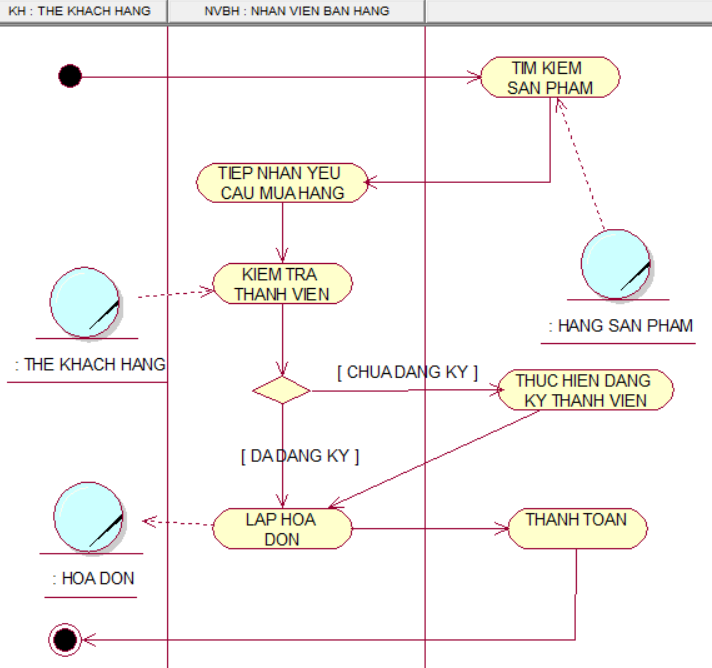 KH : THE KHACH HANG
NVBH : NHAN VIEN BAN HANG
TIM KIEM
SAN PHAM
TIEP NHAN YEU
CAU MUA HANG
KIEM TRA
THANH VIEN
: HANG SAN PHAM
: THE KHACH HANG
[ CHUA DANG KY ]
THUC HIEN DANG
KY THANH VIEN
[ DA DANG KY ]
LAP HOA
DON
THANH TOAN
: HOA DON